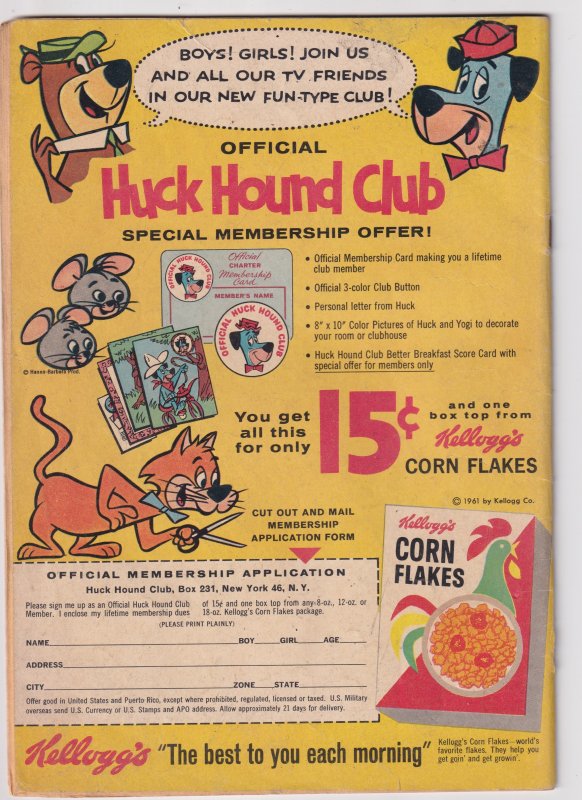 BOYS! GIRLS! JOIN US
AND ALL OUR TV FRIENDS
IN OUR NEW FUN-TYPE CLUB!
OFFICIAL
Huck Hound Club
SPECIAL MEMBERSHIP OFFER!
Official
CHARTER
Membership
Card
MEMBER'S NAME
OFFICIAL HUCK HOUND CLUB
OFFICIAL HUCK HOUND CLUB
• Official Membership Card making you a lifetime
club member
• Official 3-color Club Button
• Personal letter from Huck
• 8" x 10" Color Pictures of Huck and Yogi to decorate
your room or clubhouse
• Huck Hound Club Better Breakfast Score Card with
special offer for members only
© Hanna-Barbera Prod.
You get
all this
for only
15¢
and one
box top from
Kellogg's
CORN FLAKES
© 1961 by Kellogg Co.
CUT OUT AND MAIL
MEMBERSHIP
APPLICATION FORM
Kellogg's
CORN
FLAKES
OFFICIAL MEMBERSHIP APPLICATION
Huck Hound Club, Box 231, New York 46, N. Y.
Please sign me up as an Official Huck Hound Club
Member. I enclose my lifetime membership dues
of 15¢ and one box top from any 8-oz., 12-oz. or
18-oz. Kellogg's Corn Flakes package.
(PLEASE PRINT PLAINLY)
NAME BOY GIRL AGE
ADDRESS
CITY ZONE STATE
Offer good in United States and Puerto Rico, except where prohibited, regulated, licensed or taxed. U.S. Military
overseas send U.S. Currency or U.S. Stamps and APO address. Allow approximately 21 days for delivery.
Kellogg's "The best to you each morning"
Kellogg's Corn Flakes—world's
favorite flakes. They help you
get goin' and get growin'.